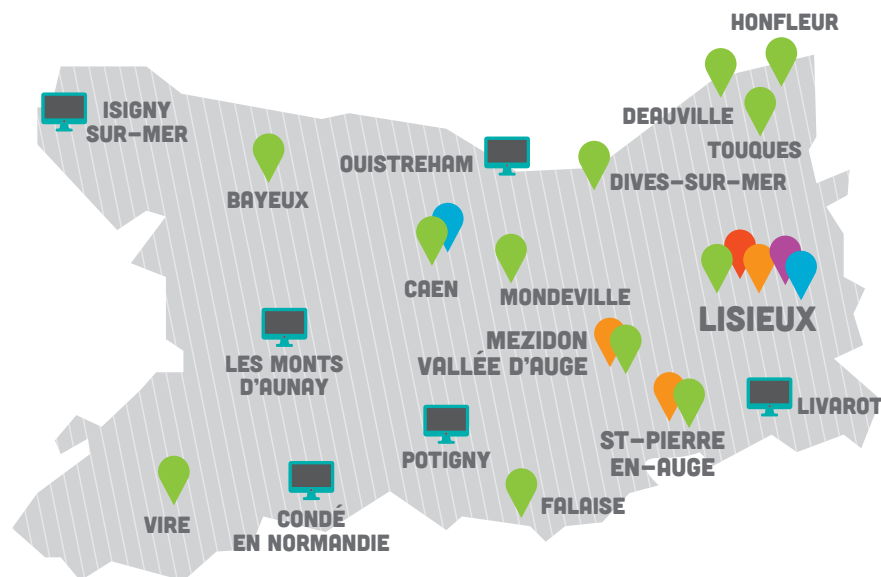 HONFLEUR
ISIGNY
SUR-MER
DEAUVILLE
TOUQUES
OUISTREHAM
DIVES-SUR-MER
BAYEUX
CAEN
MONDEVILLE
LISIEUX
MEZIDON
VALLÉE D'AUGE
LES MONTS
D'AUNAY
LIVAROT
ST-PIERRE
EN-AUGE
POTIGNY
FALAISE
VIRE
CONDÉ
EN NORMANDIE